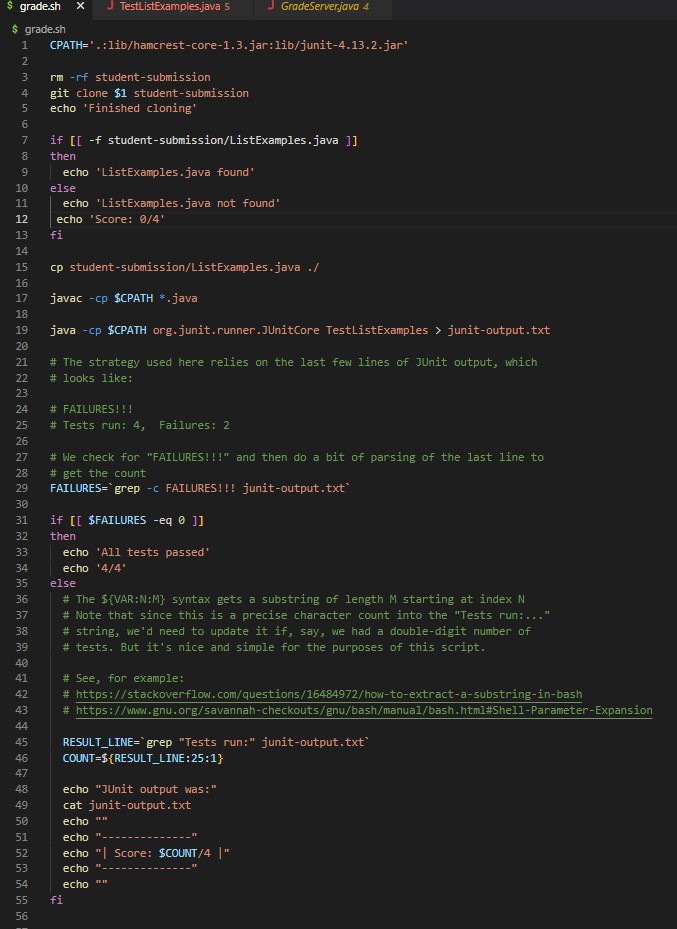 $ grade.sh × J TestListExamples.java 5 J GradeServer.java 4
$ grade.sh
1 CPATH='.:lib/hamcrest-core-1.3.jar:lib/junit-4.13.2.jar'
2
3 rm -rf student-submission
4 git clone $1 student-submission
5 echo 'Finished cloning'
6
7 if [[ -f student-submission/ListExamples.java ]]
8 then
9   echo 'ListExamples.java found'
10 else
11   echo 'ListExamples.java not found'
12  echo 'Score: 0/4'
13 fi
14
15 cp student-submission/ListExamples.java ./
16
17 javac -cp $CPATH *.java
18
19 java -cp $CPATH org.junit.runner.JUnitCore TestListExamples > junit-output.txt
20
21 # The strategy used here relies on the last few lines of JUnit output, which
22 # looks like:
23
24 # FAILURES!!!
25 # Tests run: 4,  Failures: 2
26
27 # We check for "FAILURES!!!" and then do a bit of parsing of the last line to
28 # get the count
29 FAILURES=`grep -c FAILURES!!! junit-output.txt`
30
31 if [[ $FAILURES -eq 0 ]]
32 then
33   echo 'All tests passed'
34   echo '4/4'
35 else
36   # The ${VAR:N:M} syntax gets a substring of length M starting at index N
37   # Note that since this is a precise character count into the "Tests run:..."
38   # string, we'd need to update it if, say, we had a double-digit number of
39   # tests. But it's nice and simple for the purposes of this script.
40
41   # See, for example:
42   # https://stackoverflow.com/questions/16484972/how-to-extract-a-substring-in-bash
43   # https://www.gnu.org/savannah-checkouts/gnu/bash/manual/bash.html#Shell-Parameter-Expansion
44
45   RESULT_LINE=`grep "Tests run:" junit-output.txt`
46   COUNT=${RESULT_LINE:25:1}
47
48   echo "JUnit output was:"
49   cat junit-output.txt
50   echo ""
51   echo "--------------"
52   echo "| Score: $COUNT/4 |"
53   echo "--------------"
54   echo ""
55 fi
56